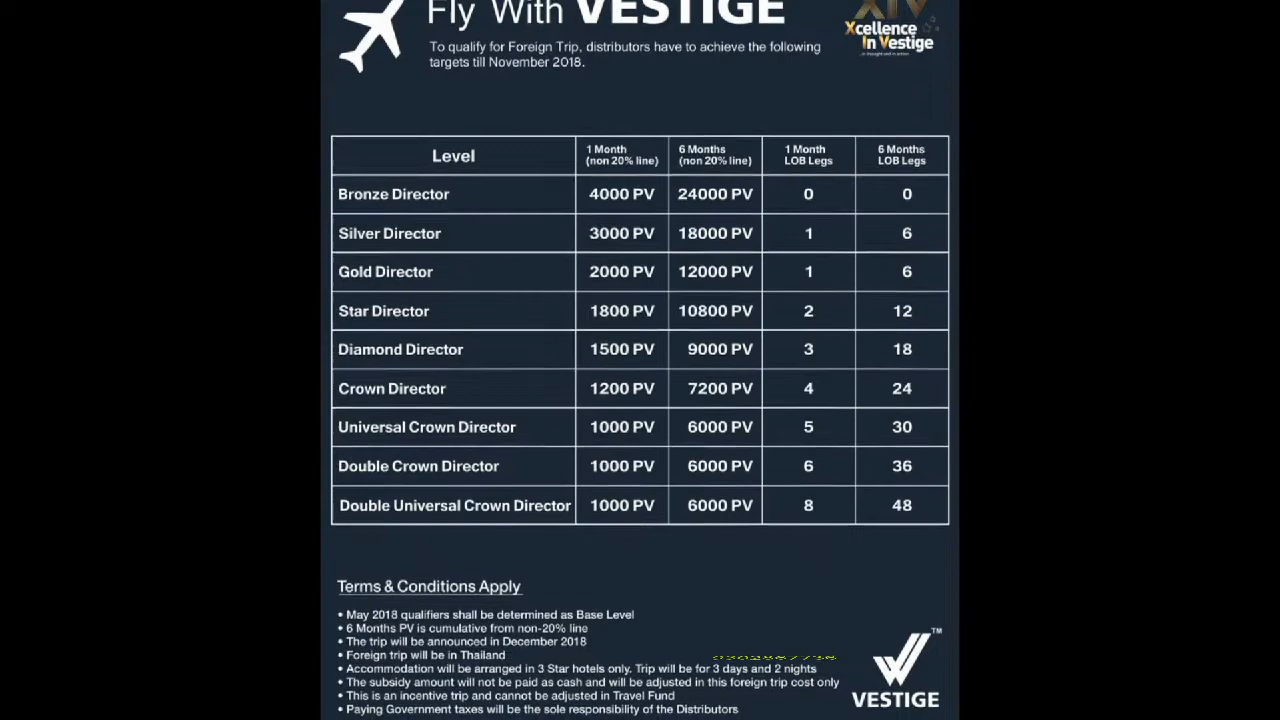 Fly With VESTIGE
XIV
Xcellence
In Vestige
To qualify for Foreign Trip, distributors have to achieve the following
targets till November 2018.
Level 1 Month (non 20% line) 6 Months (non 20% line) 1 Month LOB Legs 6 Months LOB Legs
Bronze Director 4000 PV 24000 PV 0 0
Silver Director 3000 PV 18000 PV 1 6
Gold Director 2000 PV 12000 PV 1 6
Star Director 1800 PV 10800 PV 2 12
Diamond Director 1500 PV 9000 PV 3 18
Crown Director 1200 PV 7200 PV 4 24
Universal Crown Director 1000 PV 6000 PV 5 30
Double Crown Director 1000 PV 6000 PV 6 36
Double Universal Crown Director 1000 PV 6000 PV 8 48
Terms & Conditions Apply
• May 2018 qualifiers shall be determined as Base Level
• 6 Months PV is cumulative from non-20% line
• The trip will be announced in December 2018
• Foreign trip will be in Thailand
• Accommodation will be arranged in 3 Star hotels only. Trip will be for 3 days and 2 nights
• The subsidy amount will not be paid as cash and will be adjusted in this foreign trip cost only
• This is an incentive trip and cannot be adjusted in Travel Fund
• Paying Government taxes will be the sole responsibility of the Distributors
TM
VESTIGE